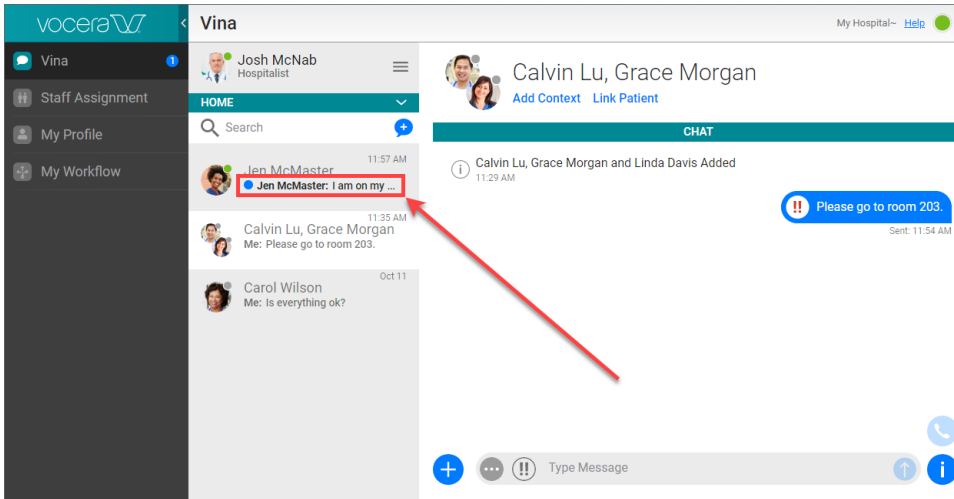 vocera
Vina
My Hospital~ Help
Vina 1
Staff Assignment
My Profile
My Workflow
Josh McNab
Hospitalist
HOME
Search
11:57 AM
Jen McMaster
Jen McMaster: I am on my ...
11:35 AM
Calvin Lu, Grace Morgan
Me: Please go to room 203.
Oct 11
Carol Wilson
Me: Is everything ok?
Calvin Lu, Grace Morgan
Add Context Link Patient
CHAT
Calvin Lu, Grace Morgan and Linda Davis Added
11:29 AM
!! Please go to room 203.
Sent: 11:54 AM
!! Type Message